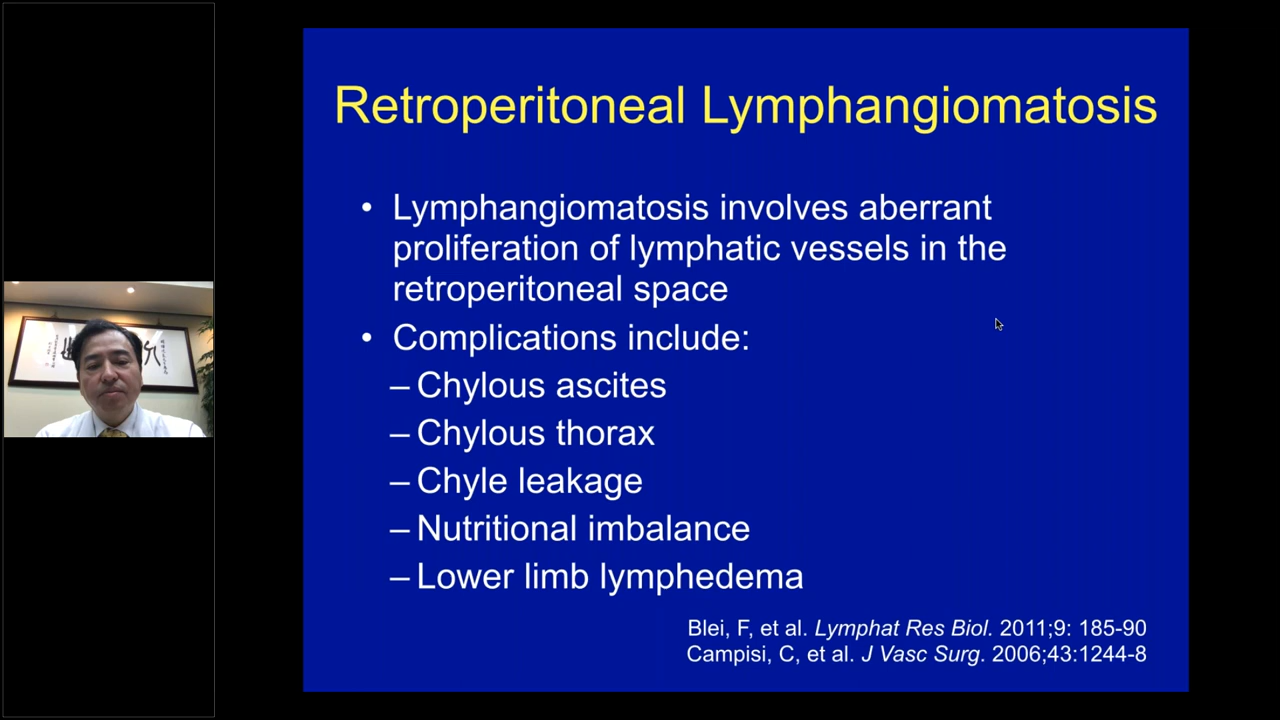 Retroperitoneal Lymphangiomatosis
• Lymphangiomatosis involves aberrant
proliferation of lymphatic vessels in the
retroperitoneal space
• Complications include:
– Chylous ascites
– Chylous thorax
– Chyle leakage
– Nutritional imbalance
– Lower limb lymphedema
Blei, F, et al. Lymphat Res Biol. 2011;9: 185-90
Campisi, C, et al. J Vasc Surg. 2006;43:1244-8